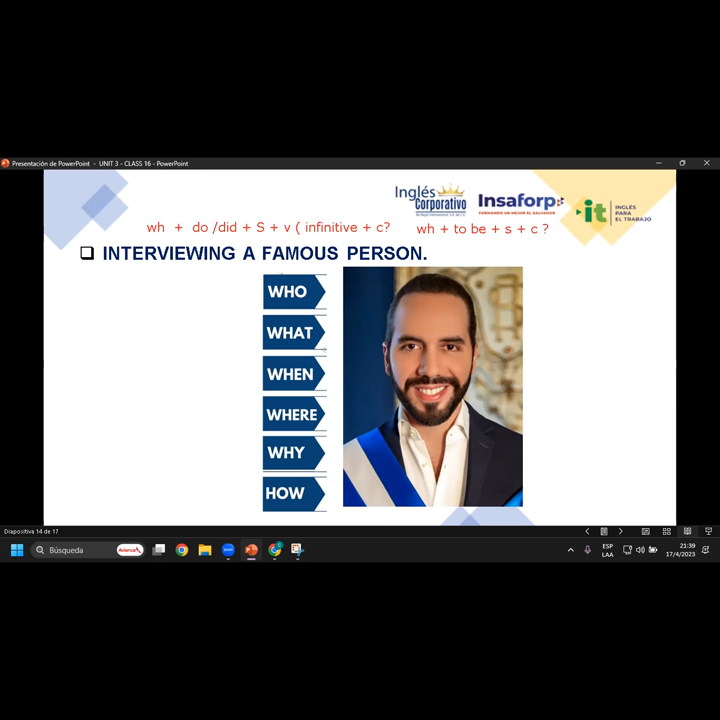 Presentación de PowerPoint - UNIT 3 - CLASS 16 - PowerPoint
Inglés
Corporativo
Insaforp
FORMANDO UN MEJOR EL SALVADOR
it INGLÉS
PARA
EL TRABAJO
wh + do /did + S + v ( infinitive + c?
wh + to be + s + c ?
INTERVIEWING A FAMOUS PERSON.
WHO
WHAT
WHEN
WHERE
WHY
HOW
Diapositiva 14 de 17
Búsqueda
Avianca
ESP
LAA
21:39
17/4/2023